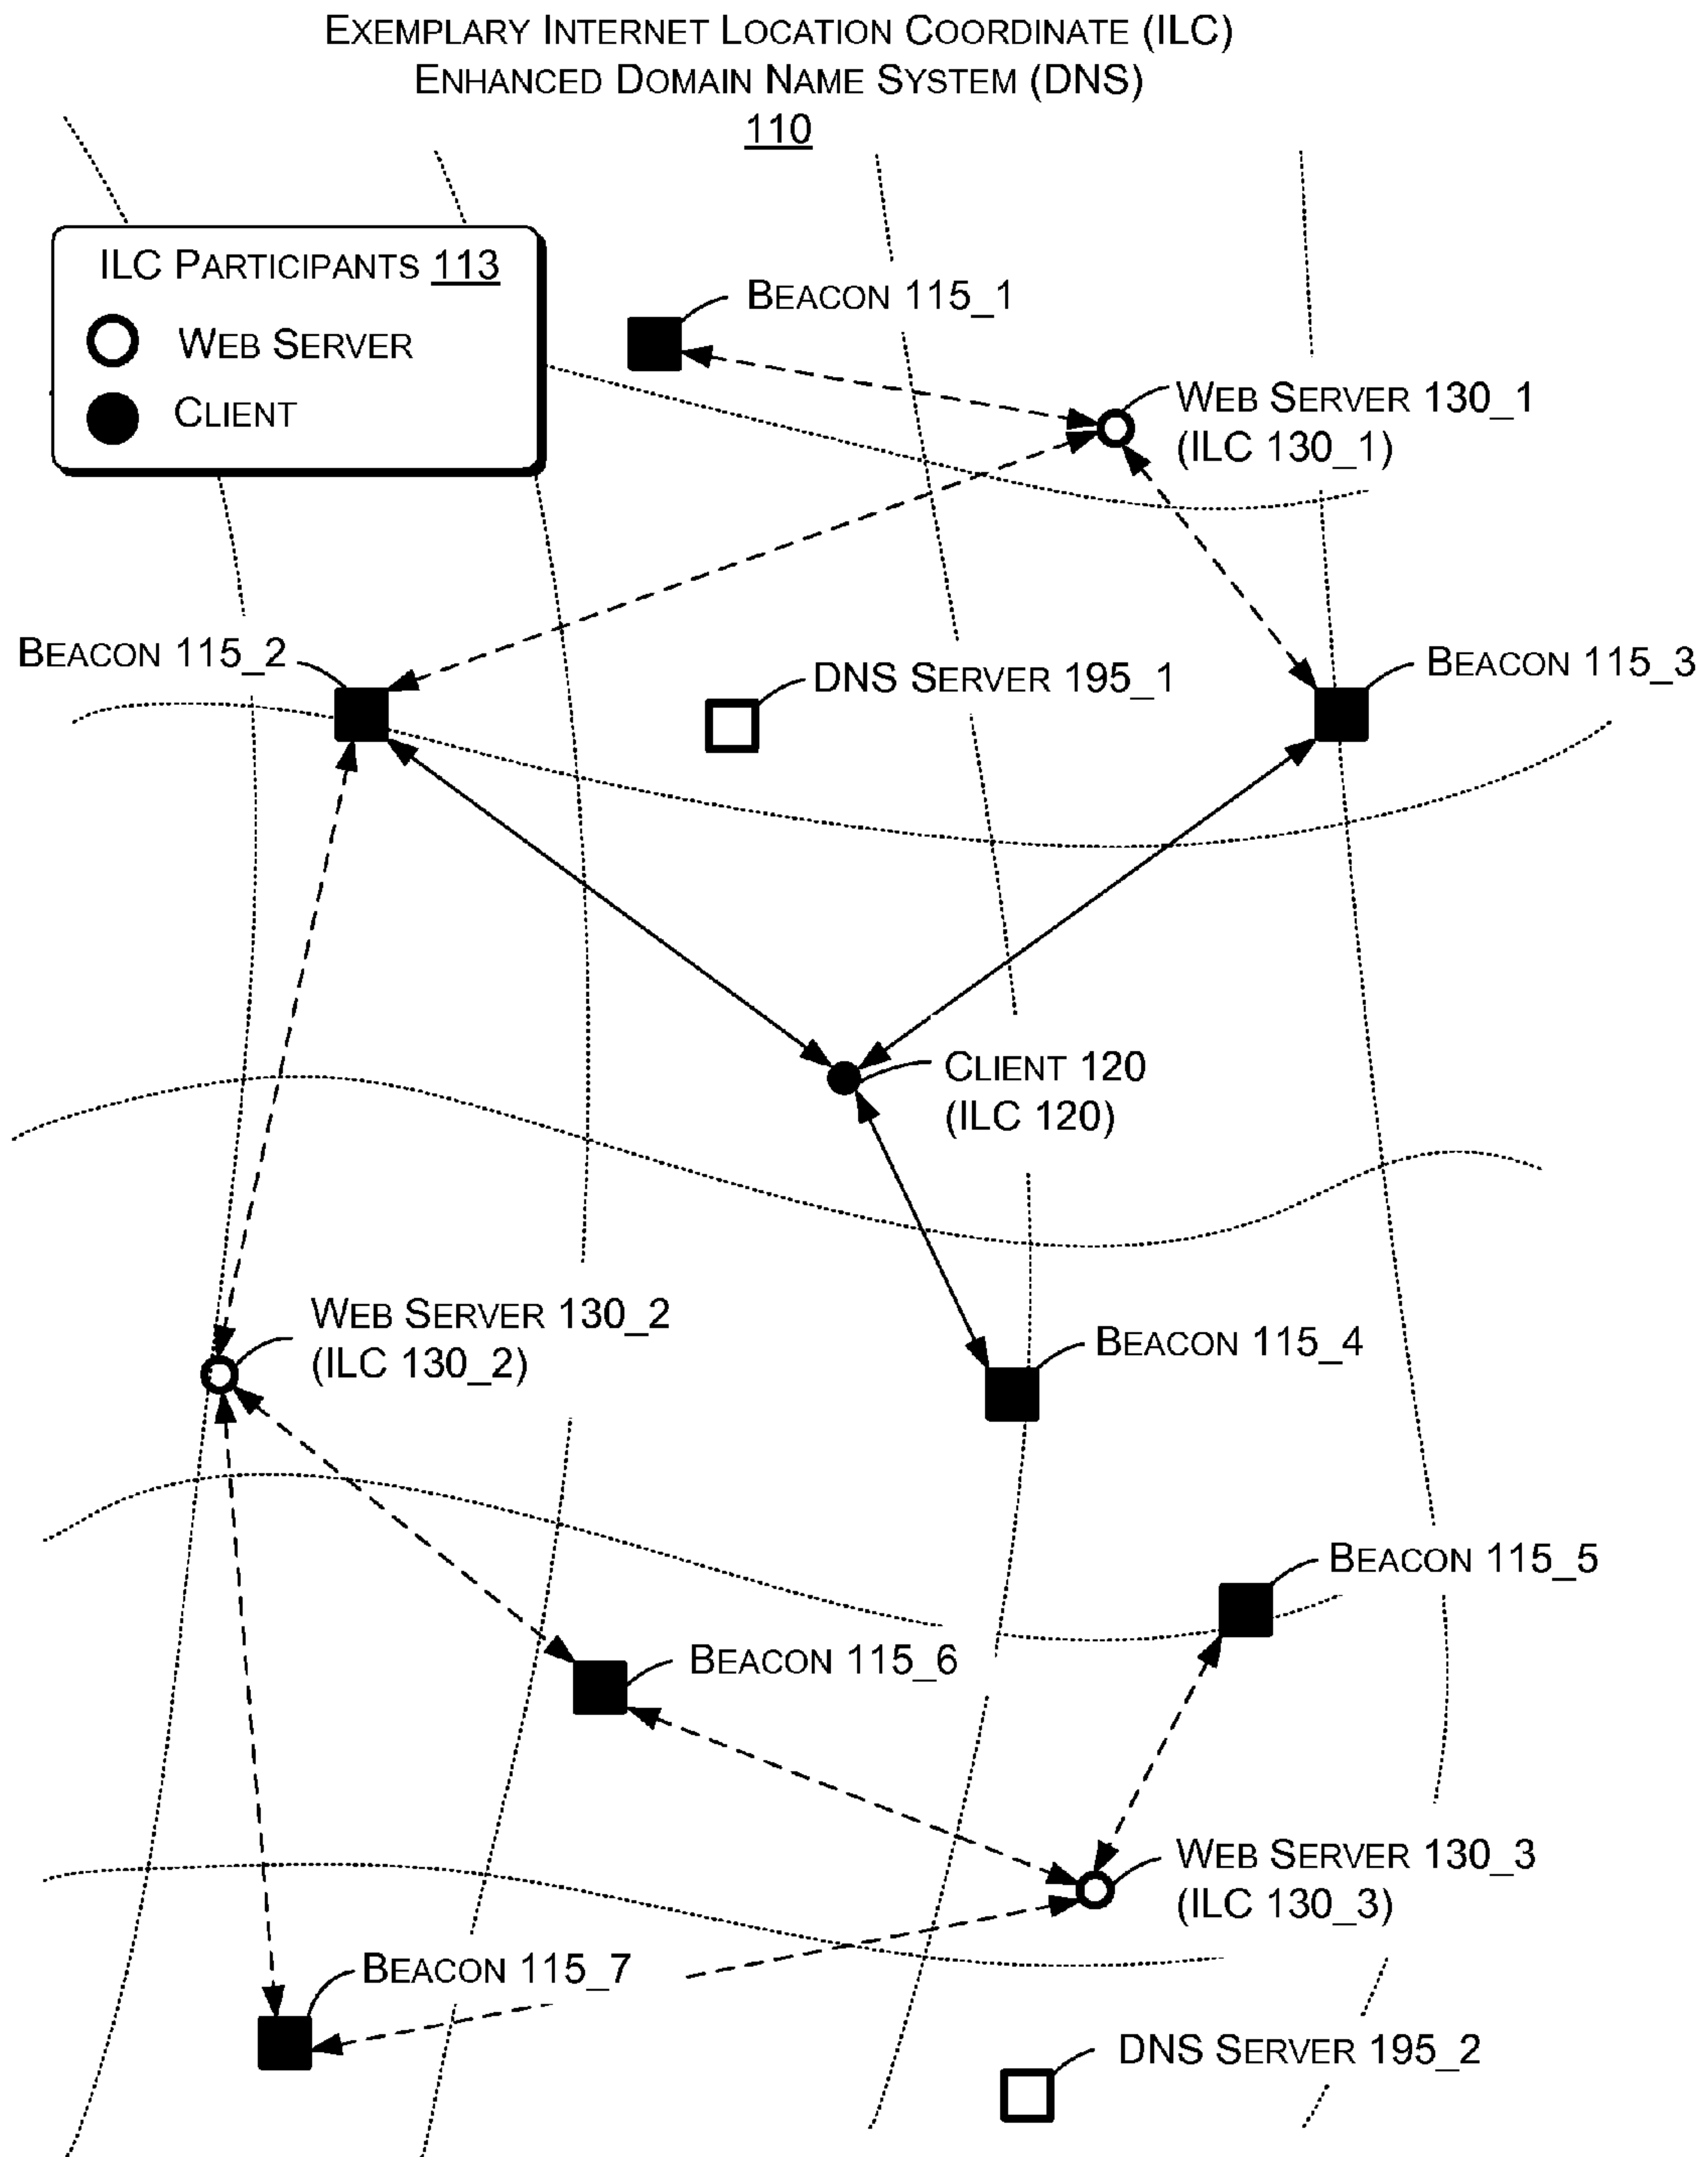 EXEMPLARY INTERNET LOCATION COORDINATE (ILC)
ENHANCED DOMAIN NAME SYSTEM (DNS)
110
ILC PARTICIPANTS 113
WEB SERVER
CLIENT
BEACON 115_1
WEB SERVER 130_1
(ILC 130_1)
BEACON 115_2
DNS SERVER 195_1
BEACON 115_3
CLIENT 120
(ILC 120)
WEB SERVER 130_2
(ILC 130_2)
BEACON 115_4
BEACON 115_5
BEACON 115_6
WEB SERVER 130_3
(ILC 130_3)
BEACON 115_7
DNS SERVER 195_2